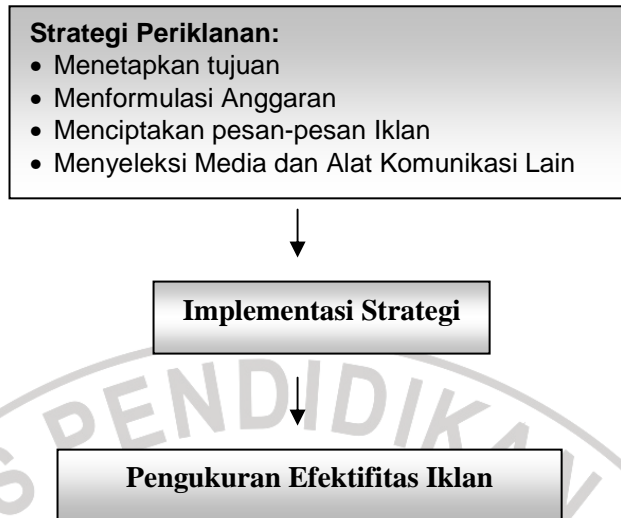 Strategi Periklanan:
• Menetapkan tujuan
• Menformulasi Anggaran
• Menciptakan pesan-pesan Iklan
• Menyeleksi Media dan Alat Komunikasi Lain
Implementasi Strategi
S PENDIDIKAN
Pengukuran Efektifitas Iklan